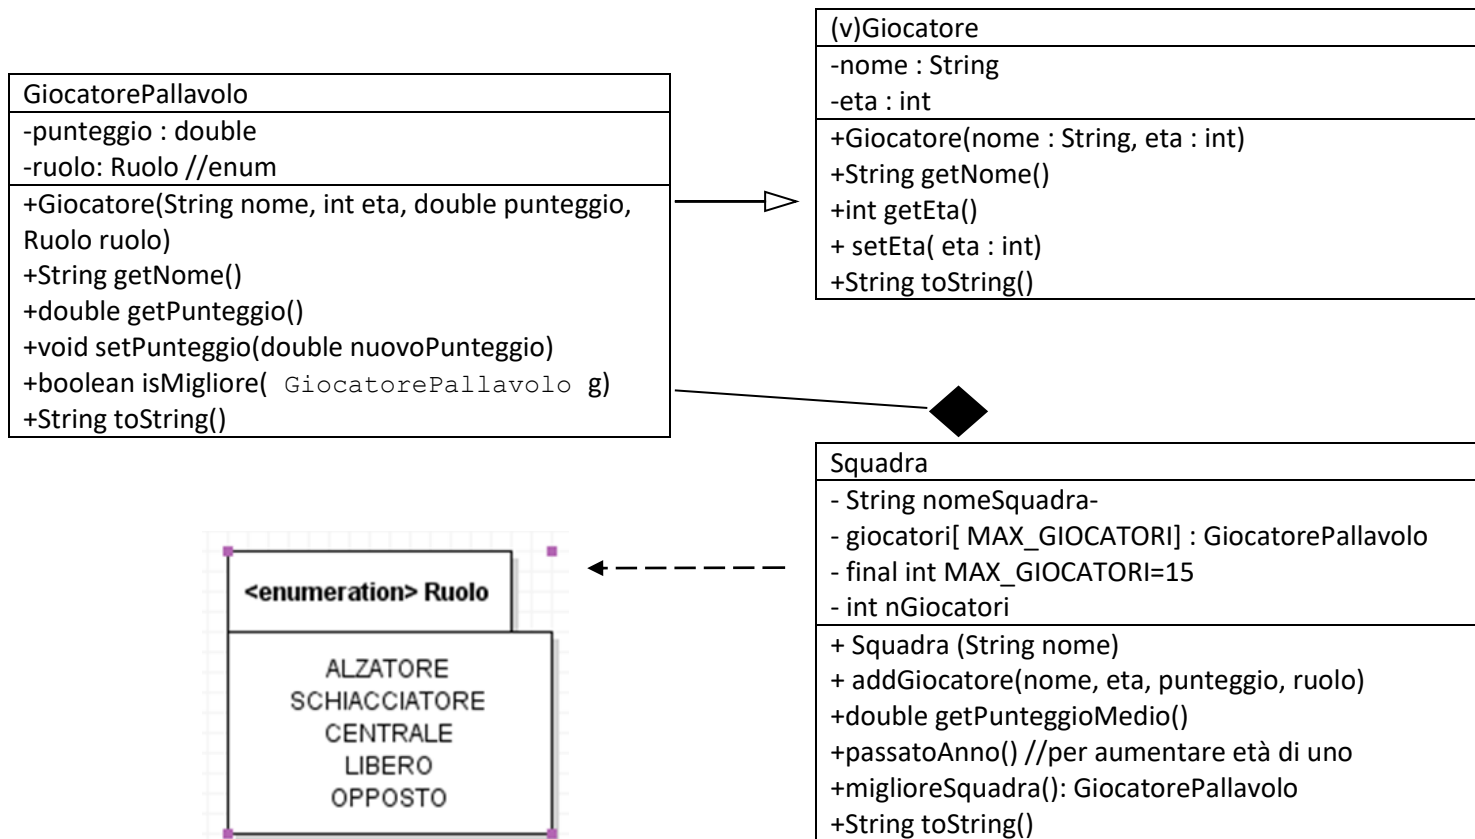 GiocatorePallavolo
-punteggio : double
-ruolo: Ruolo //enum
+Giocatore(String nome, int eta, double punteggio,
Ruolo ruolo)
+String getNome()
+double getPunteggio()
+void setPunteggio(double nuovoPunteggio)
+boolean isMigliore( GiocatorePallavolo g)
+String toString()
(v)Giocatore
-nome : String
-eta : int
+Giocatore(nome : String, eta : int)
+String getNome()
+int getEta()
+ setEta( eta : int)
+String toString()
<enumeration> Ruolo
ALZATORE
SCHIACCIATORE
CENTRALE
LIBERO
OPPOSTO
Squadra
- String nomeSquadra-
- giocatori[ MAX_GIOCATORI] : GiocatorePallavolo
- final int MAX_GIOCATORI=15
- int nGiocatori
+ Squadra (String nome)
+ addGiocatore(nome, eta, punteggio, ruolo)
+double getPunteggioMedio()
+passatoAnno() //per aumentare età di uno
+miglioreSquadra(): GiocatorePallavolo
+String toString()